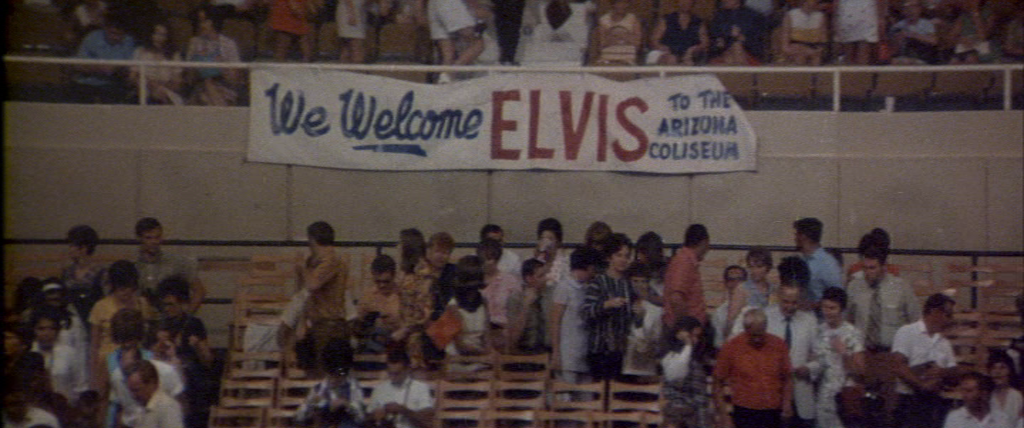 We Welcome ELVIS
TO THE
ARIZONA
COLISEUM